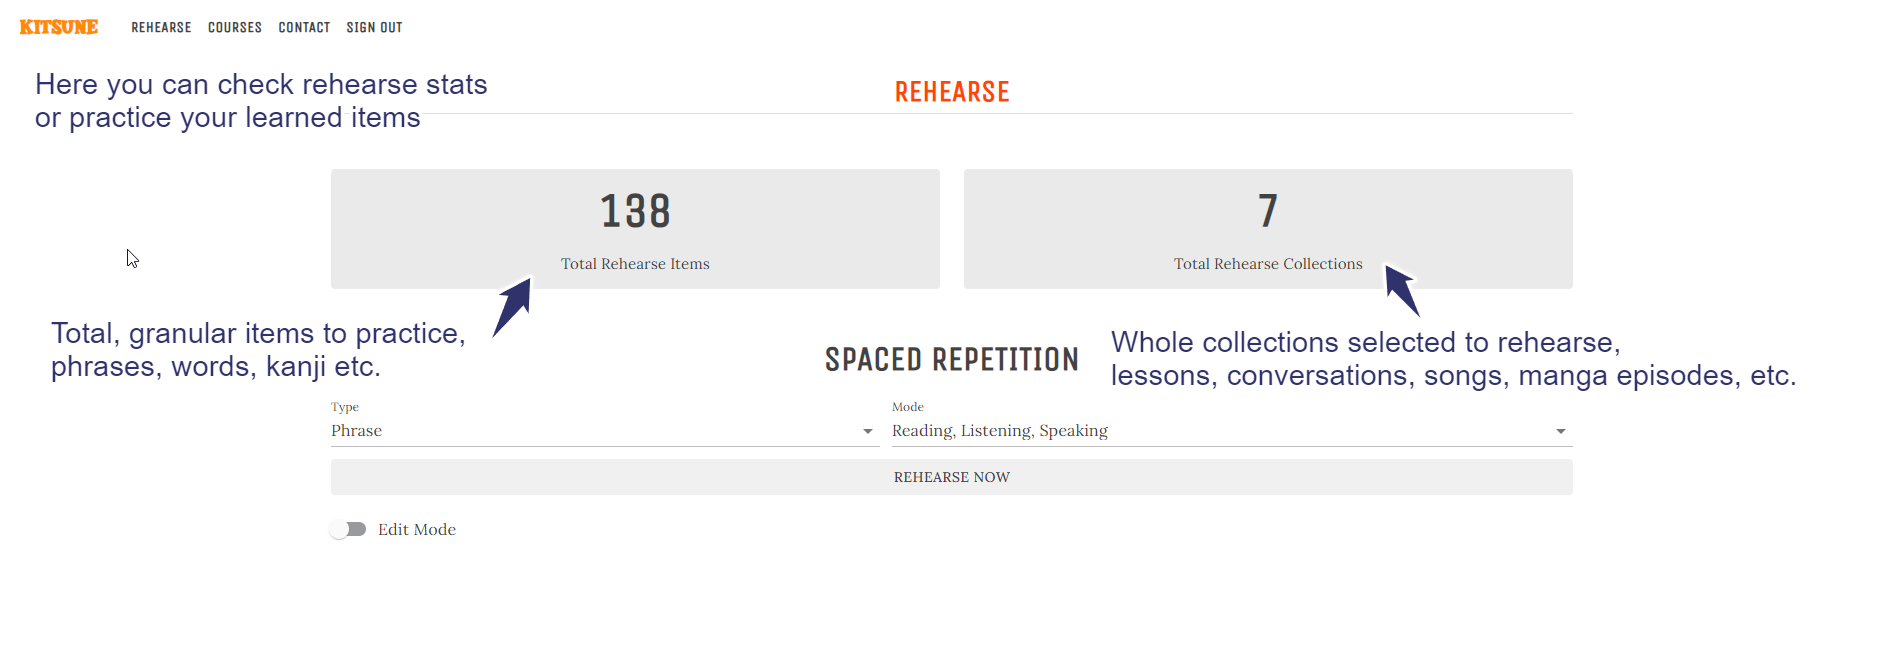 KITSUNE REHEARSE COURSES CONTACT SIGN OUT
Here you can check rehearse stats
or practice your learned items
REHEARSE
138
Total Rehearse Items
7
Total Rehearse Collections
Total, granular items to practice,
phrases, words, kanji etc.
Whole collections selected to rehearse,
lessons, conversations, songs, manga episodes, etc.
SPACED REPETITION
Type
Phrase
Mode
Reading, Listening, Speaking
REHEARSE NOW
Edit Mode